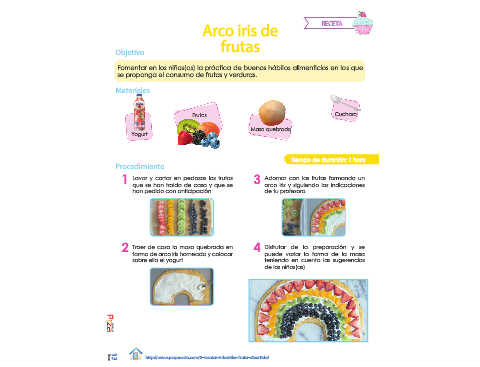 RECETA
Arco iris de
frutas
Objetivo
Fomentar en los niños(as) la práctica de buenos hábitos alimenticios en los que
se proponga el consumo de frutas y verduras.
Materiales
Yogurt
Frutas
Masa quebrada
Cuchara
Tiempo de duración: 1 hora
Procedimiento
1 Lavar y cortar en pedazos las frutas
que se han traído de casa y que se
han pedido con anticipación
2 Traer de casa la masa quebrada en
forma de arco iris horneada y colocar
sobre ella el yogurt
3 Adornar con las frutas formando un
arco iris y siguiendo las indicaciones
de tu profesora.
4 Disfrutar de la preparación y se
puede variar la forma de la masa
teniendo en cuenta las sugerencias
de los niños(as)